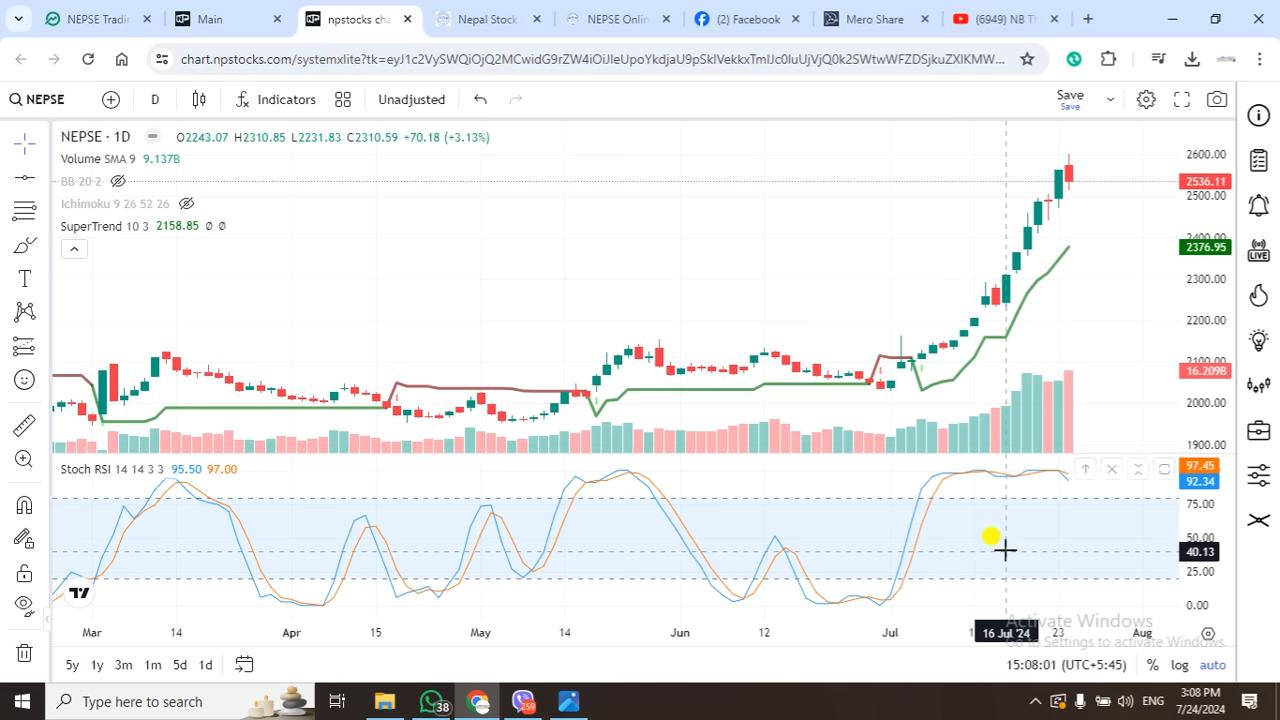 NEPSE Tradi
Main
npstocks cha
Nepal Stock
NEPSE Onlin
(2) Facebook
Mero Share
(6949) NB Th
chart.npstocks.com/systemxlite?tk=
NEPSE
D
Indicators
Unadjusted
Save
Save
NEPSE · 1D O2243.07 H2310.85 L2231.83 C2310.59 +70.18 (+3.13%)
Volume SMA 9 9.137B
BB 20 2
Ichimoku 9 26 52 26
SuperTrend 10 3 2158.85 ∅ ∅
2600.00
2536.11
2500.00
2400.00
2376.95
2300.00
2200.00
2100.00
16.209B
2000.00
1900.00
LIVE
Stoch RSI 14 14 3 3 95.50 97.00
97.45
92.34
75.00
50.00
40.13
25.00
0.00
Mar 14 Apr 15 May 14 Jun 12 Jul 16 Jul '24 23 Aug
Activate Windows
Go to Settings to activate Windows.
5y 1y 3m 1m 5d 1d
15:08:01 (UTC+5:45) % log auto
Type here to search
38
259
ENG
3:08 PM
7/24/2024